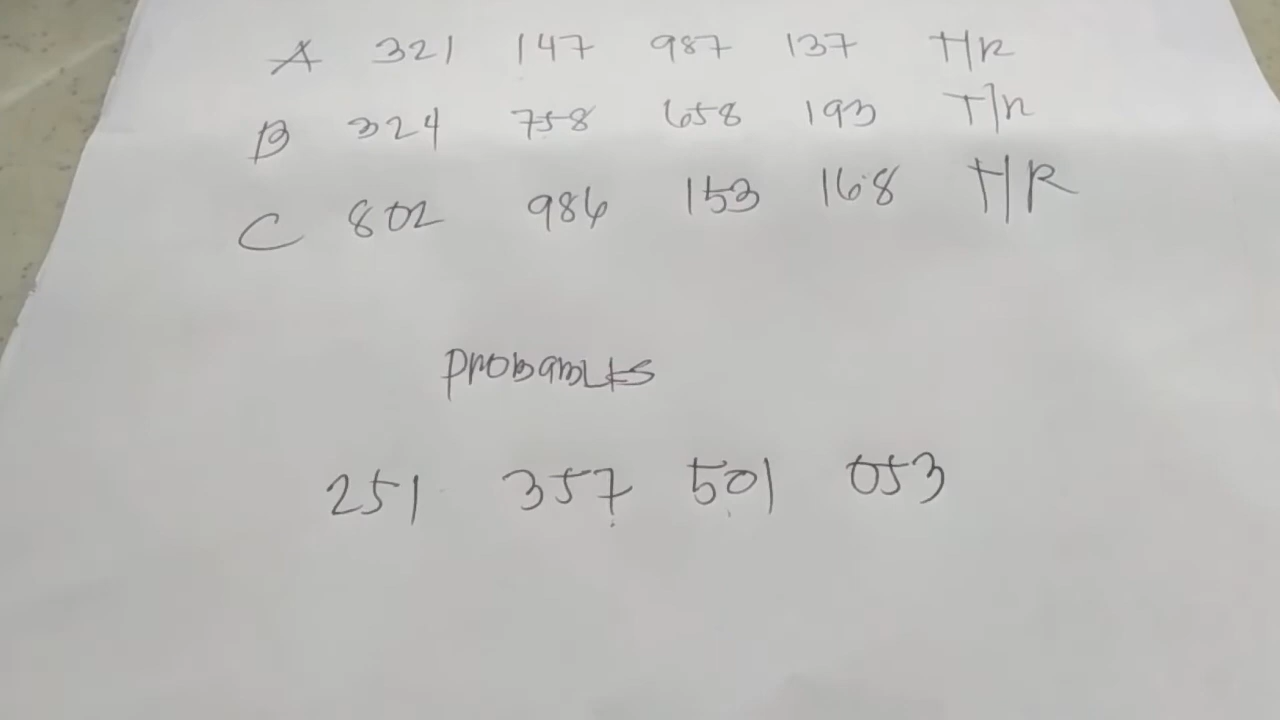 A 321 147 987 137 T/R
B 324 758 658 193 T/R
C 802 986 153 168 T/R
Probables
251 357 501 053